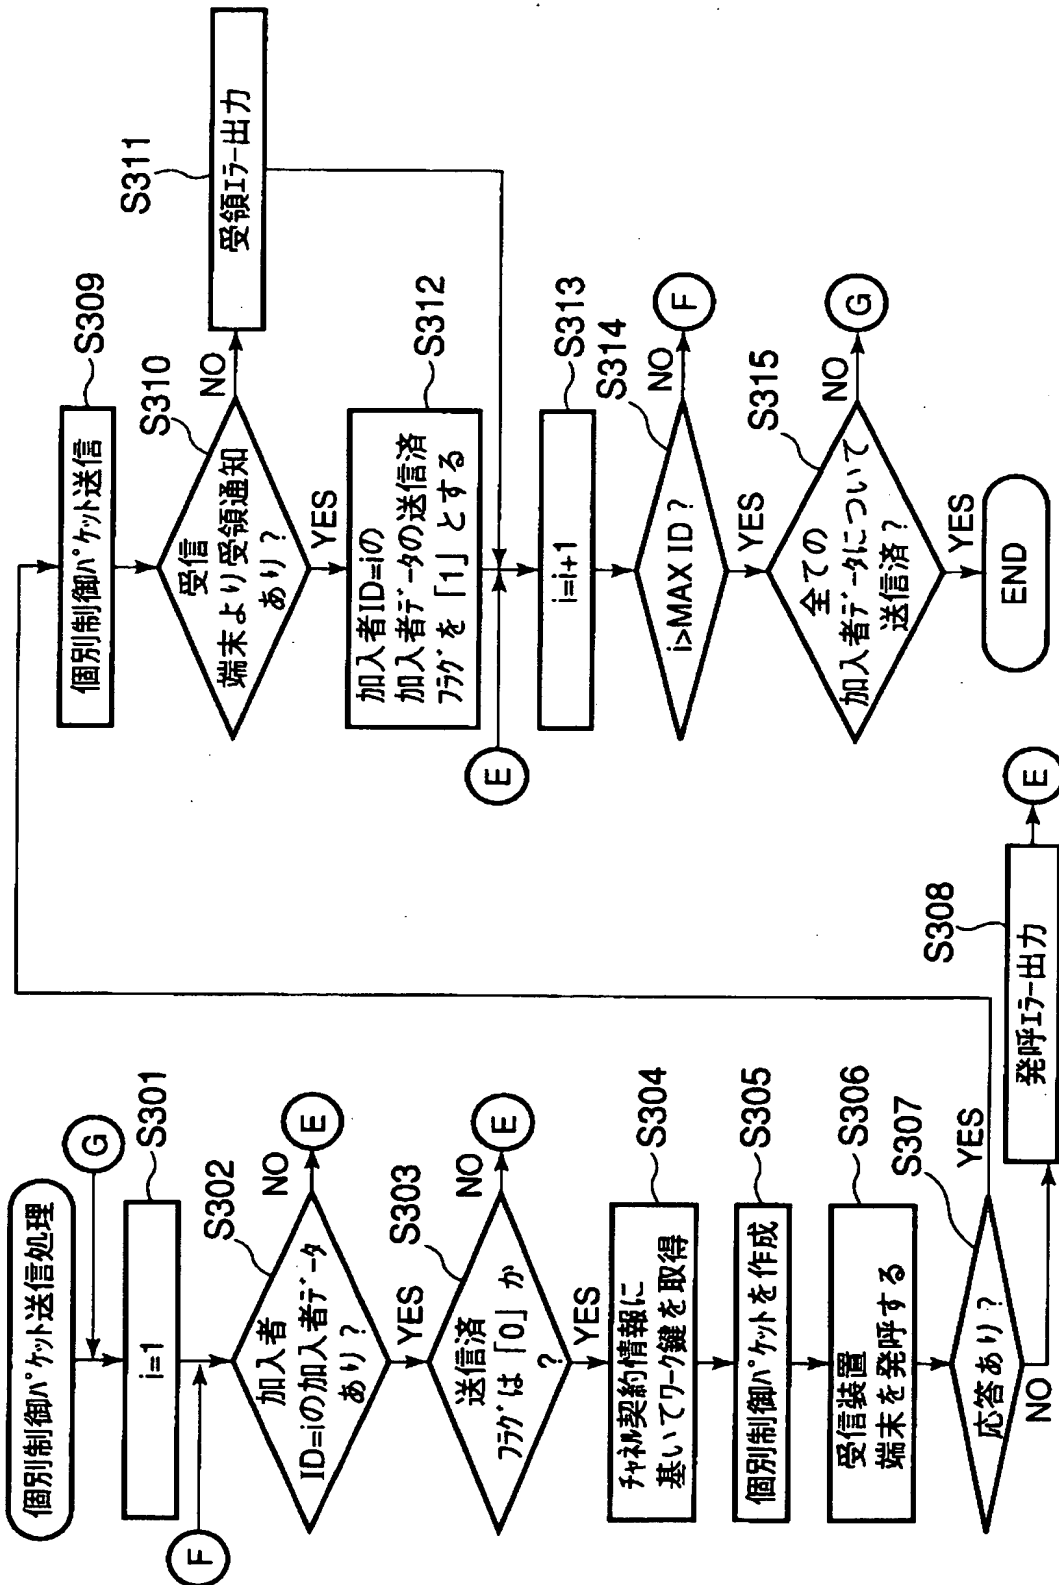 個別制御パケット送信処理
G
i=1
S301
F
加入者
ID=iの加入者データ
あり?
S302
NO
E
YES
送信済
フラグは「0」か
?
S303
NO
E
YES
チャネル契約情報に
基いてワーク鍵を取得
S304
個別制御パケットを作成
S305
受信装置
端末を発呼する
S306
応答あり?
S307
YES
NO
発呼エラー出力
S308
E
個別制御パケット送信
S309
受信
端末より受領通知
あり?
S310
NO
受領エラー出力
S311
YES
加入者ID=iの
加入者データの送信済
フラグを「1」とする
S312
E
i=i+1
S313
i>MAX ID?
S314
NO
F
YES
全ての
加入者データについて
送信済?
S315
NO
G
YES
END